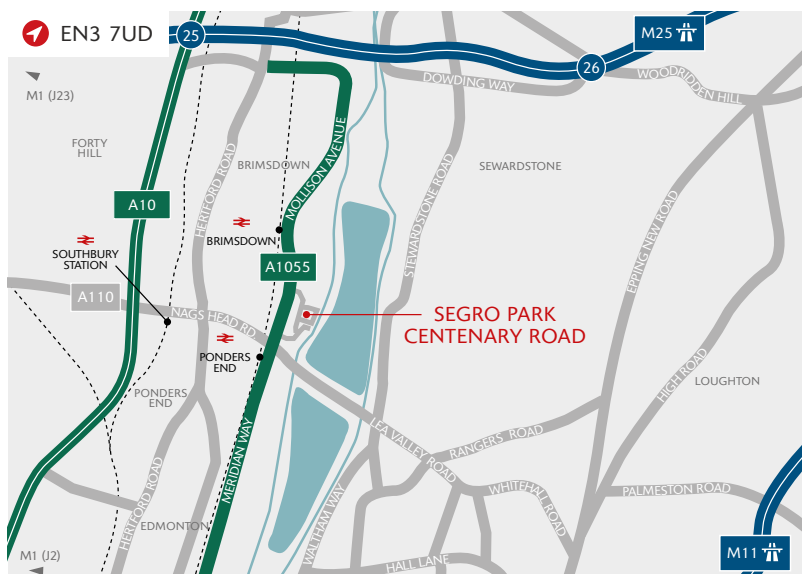 EN3 7UD
25
M25
26
DOWDING WAY
WOODRIDDEN HILL
M1 (J23)
FORTY
HILL
HERTFORD ROAD
BRIMSDOWN
MOLLISON AVENUE
SEWARDSTONE
STEWARDSTONE ROAD
EPPING NEW ROAD
A10
BRIMSDOWN
SOUTHBURY
STATION
A1055
A110
NAGS HEAD RD
SEGRO PARK
CENTENARY ROAD
PONDERS
END
HIGH ROAD
LOUGHTON
PONDERS
END
MERIDIAN WAY
LEA VALLEY ROAD
RANGERS' ROAD
WHITEHALL ROAD
PALMESTON ROAD
HERTFORD ROAD
EDMONTON
WALTHAM WAY
HALL LANE
M1 (J2)
M11